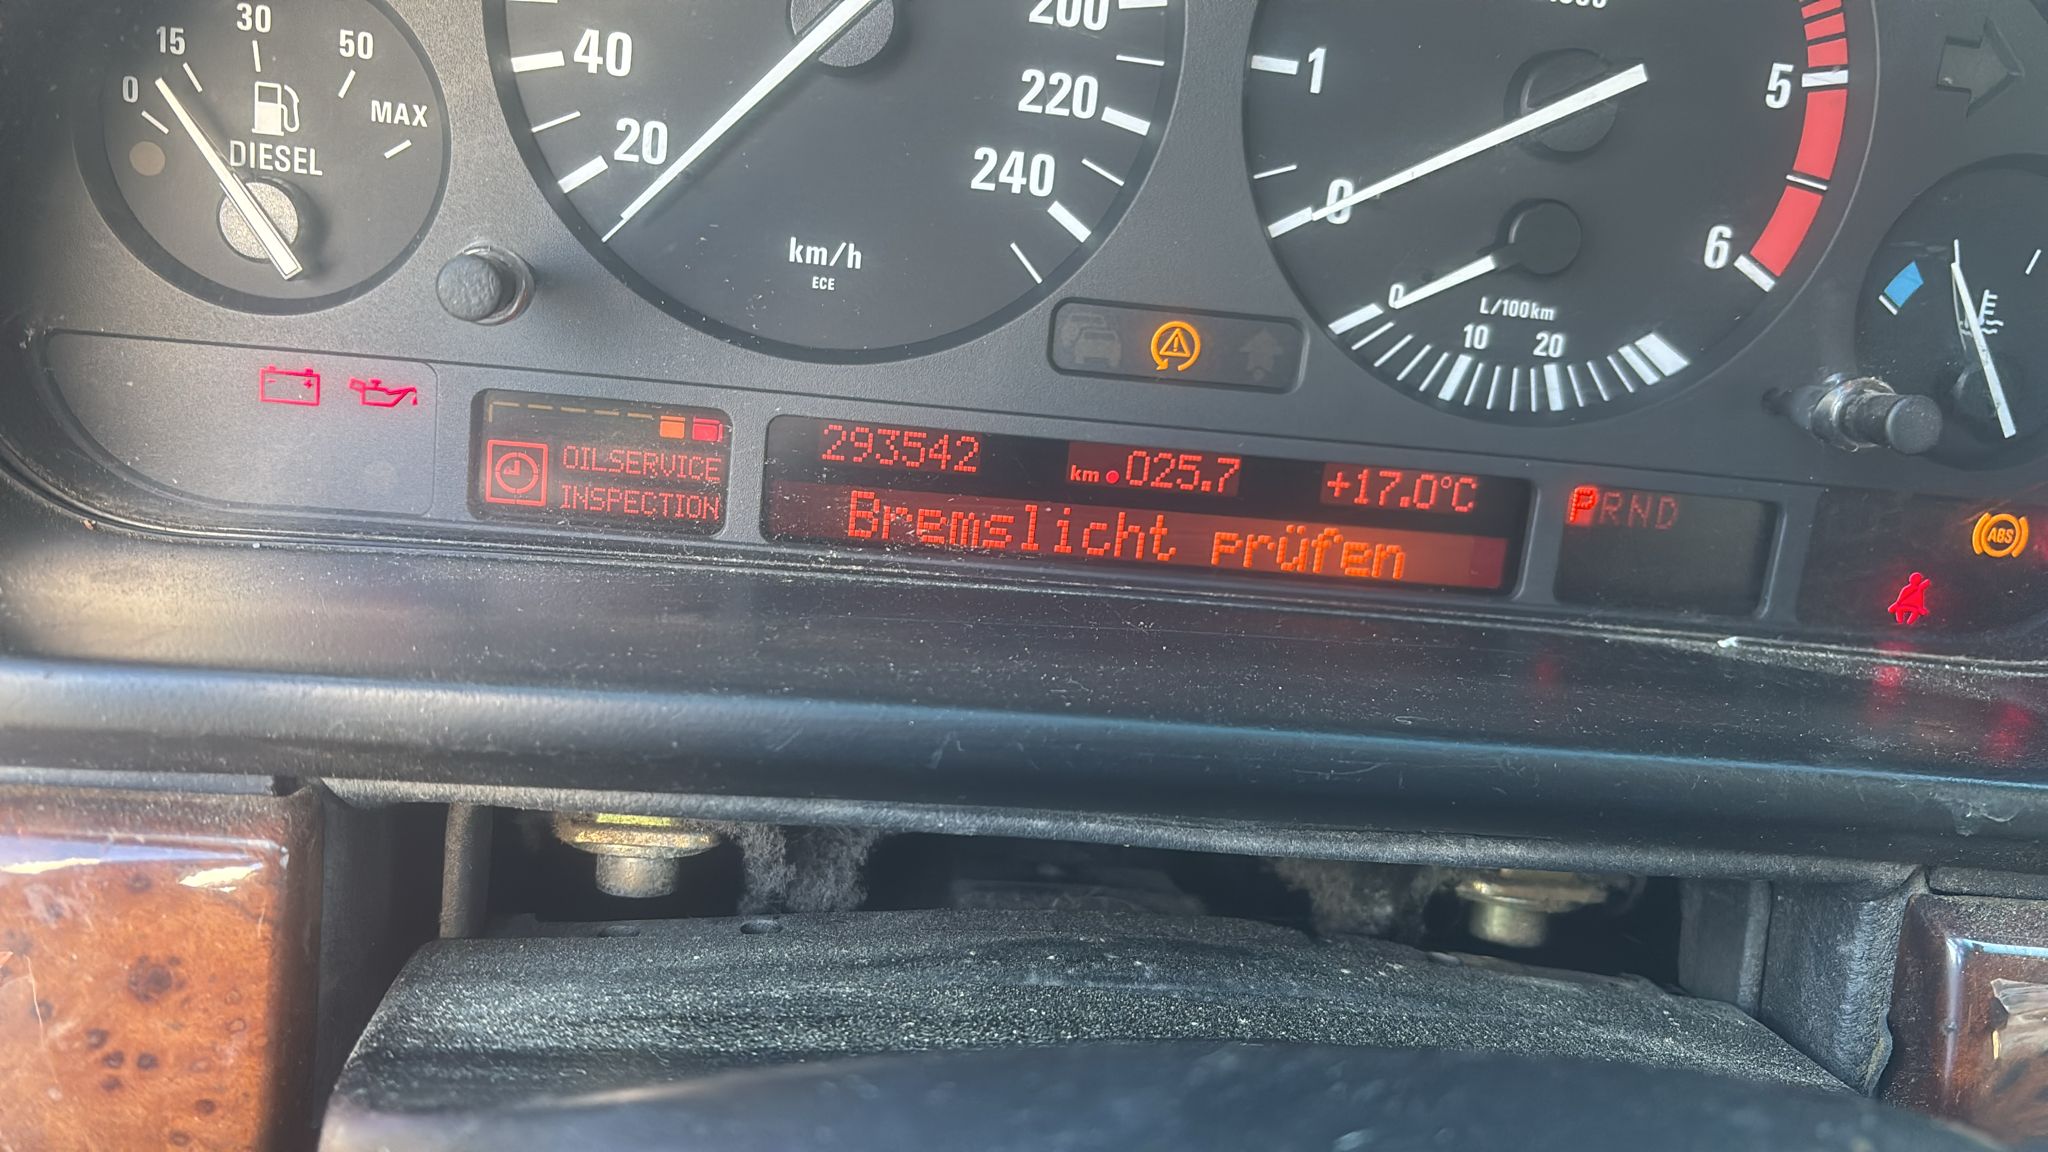 0 15 30 50 MAX
DIESEL
20 40 200 220 240
km/h
ECE
0 1 5 6
0 10 20
L/100km
OILSERVICE
INSPECTION
293542 km 025.7 +17.0°C
Bremslicht prüfen
PRND
ABS